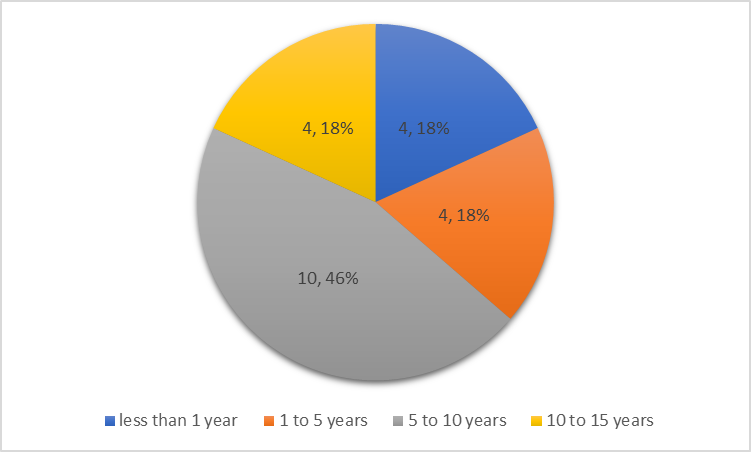 4, 18%
4, 18%
4, 18%
10, 46%
less than 1 year
1 to 5 years
5 to 10 years
10 to 15 years